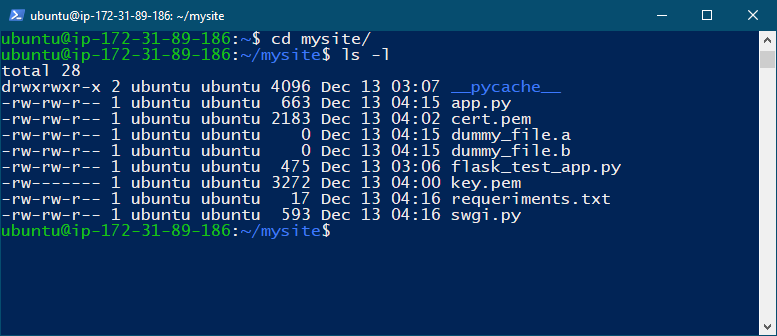 ubuntu@ip-172-31-89-186: ~/mysite
ubuntu@ip-172-31-89-186:~$ cd mysite/
ubuntu@ip-172-31-89-186:~/mysite$ ls -l
total 28
drwxrwxr-x 2 ubuntu ubuntu 4096 Dec 13 03:07 __pycache__
-rw-rw-r-- 1 ubuntu ubuntu  663 Dec 13 04:15 app.py
-rw-rw-r-- 1 ubuntu ubuntu 2183 Dec 13 04:02 cert.pem
-rw-rw-r-- 1 ubuntu ubuntu    0 Dec 13 04:15 dummy_file.a
-rw-rw-r-- 1 ubuntu ubuntu    0 Dec 13 04:15 dummy_file.b
-rw-rw-r-- 1 ubuntu ubuntu  475 Dec 13 03:06 flask_test_app.py
-rw------- 1 ubuntu ubuntu 3272 Dec 13 04:00 key.pem
-rw-rw-r-- 1 ubuntu ubuntu   17 Dec 13 04:16 requeriments.txt
-rw-rw-r-- 1 ubuntu ubuntu  593 Dec 13 04:16 swgi.py
ubuntu@ip-172-31-89-186:~/mysite$